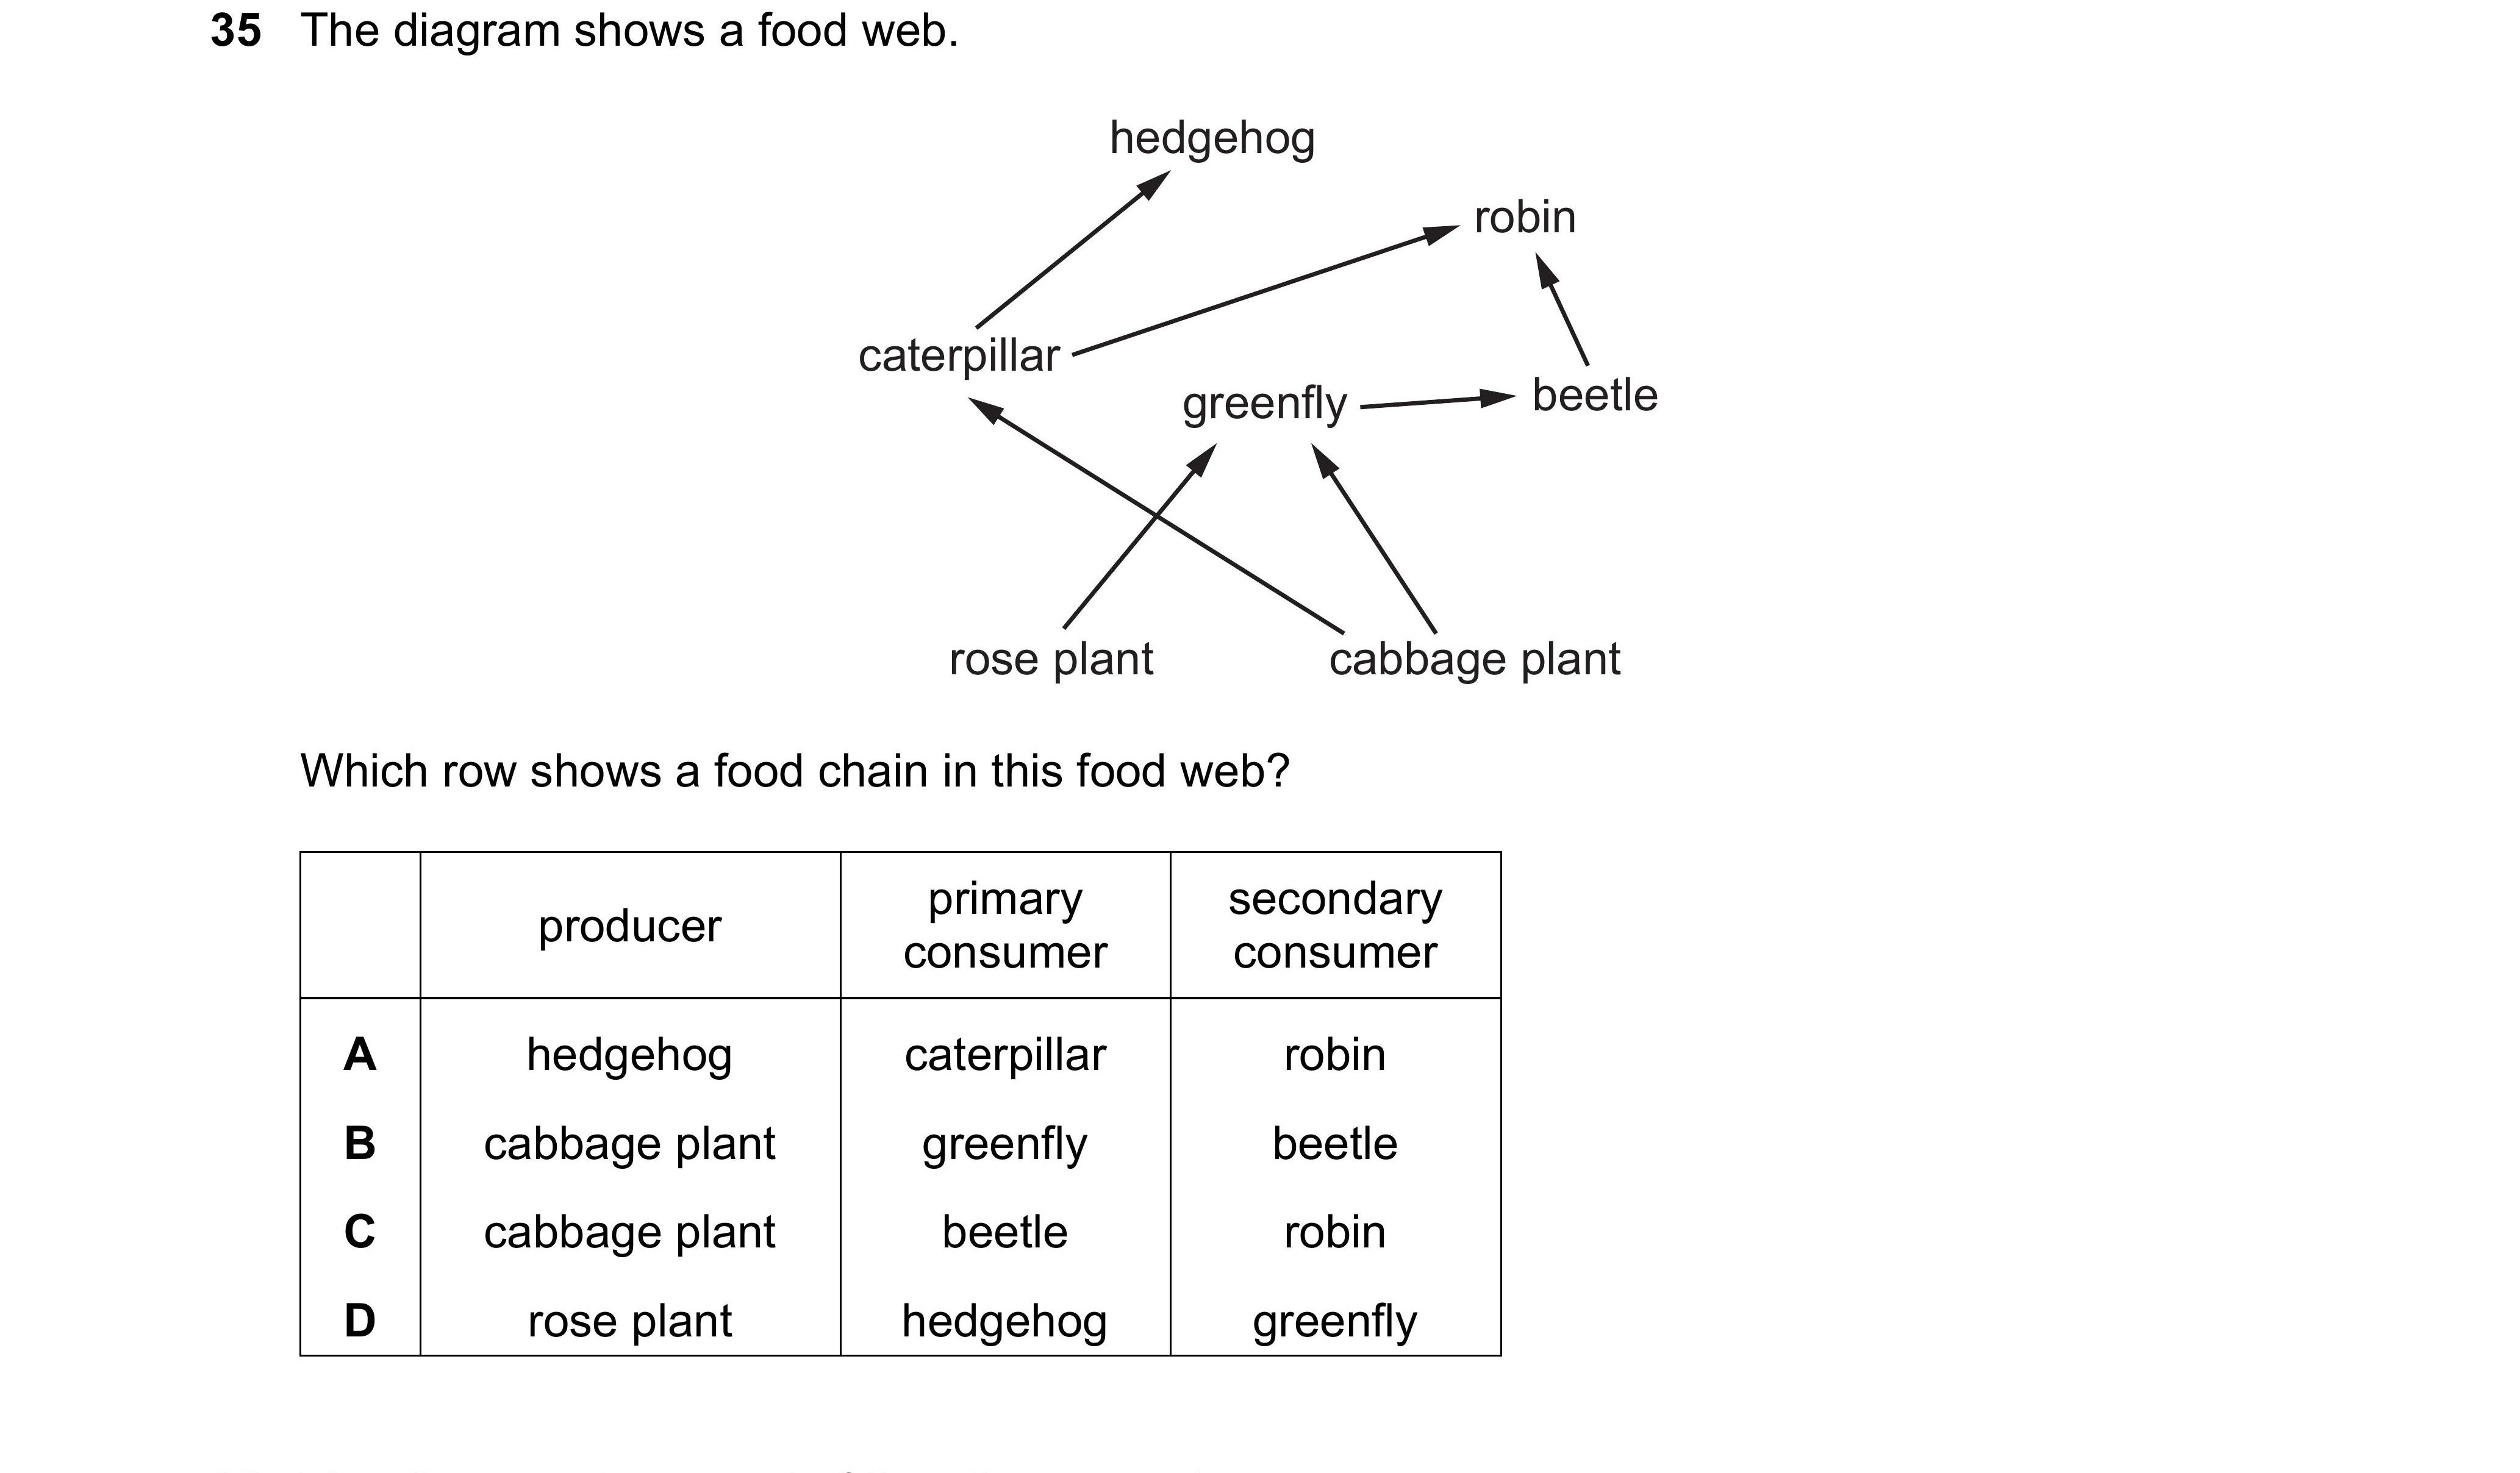 35 The diagram shows a food web.
hedgehog
robin
caterpillar
greenfly
beetle
rose plant
cabbage plant
Which row shows a food chain in this food web?
producer
primary
consumer
secondary
consumer
A hedgehog caterpillar robin
B cabbage plant greenfly beetle
C cabbage plant beetle robin
D rose plant hedgehog greenfly